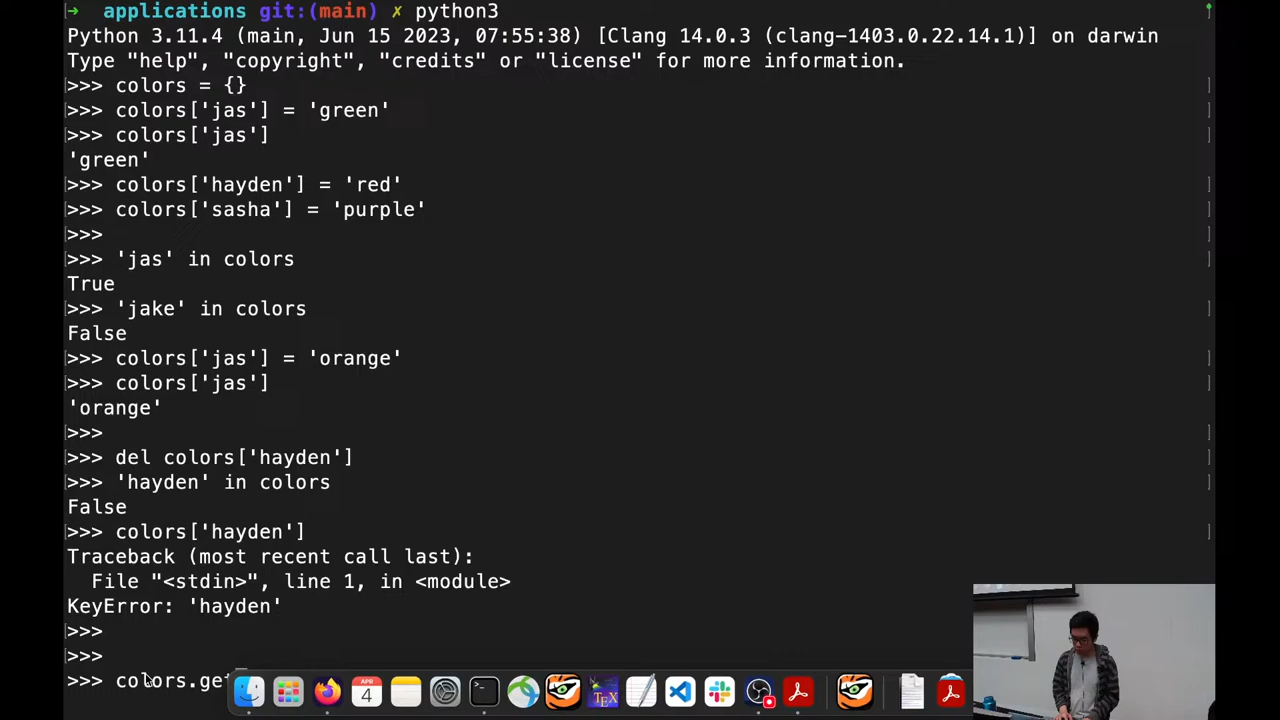 → applications git:(main) ✗ python3
Python 3.11.4 (main, Jun 15 2023, 07:55:38) [Clang 14.0.3 (clang-1403.0.22.14.1)] on darwin
Type "help", "copyright", "credits" or "license" for more information.
>>> colors = {}
>>> colors['jas'] = 'green'
>>> colors['jas']
'green'
>>> colors['hayden'] = 'red'
>>> colors['sasha'] = 'purple'
>>>
>>> 'jas' in colors
True
>>> 'jake' in colors
False
>>> colors['jas'] = 'orange'
>>> colors['jas']
'orange'
>>>
>>> del colors['hayden']
>>> 'hayden' in colors
False
>>> colors['hayden']
Traceback (most recent call last):
  File "<stdin>", line 1, in <module>
KeyError: 'hayden'
>>>
>>>
>>> colors.get
APR
4
TEX